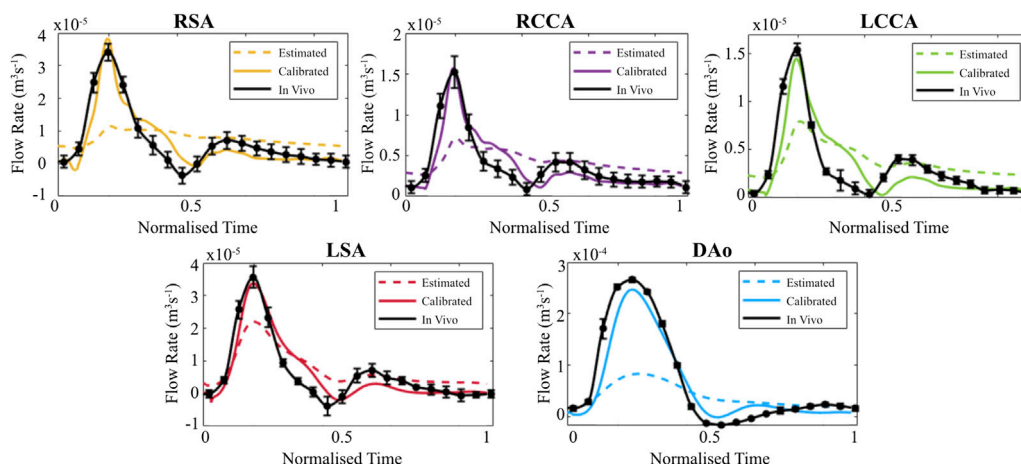 RSA
x10⁻⁵
4
3
2
1
0
-1
Flow Rate (m³s⁻¹)
Estimated
Calibrated
In Vivo
0
0.5
1
Normalised Time
RCCA
x10⁻⁵
2
1.5
1
0.5
0
Flow Rate (m³s⁻¹)
Estimated
Calibrated
In Vivo
0
0.5
1
Normalised Time
LCCA
x10⁻⁵
1.5
1
0.5
0
Flow Rate (m³s⁻¹)
Estimated
Calibrated
In Vivo
0
0.5
1
Normalised Time
LSA
x10⁻⁵
4
3
2
1
0
-1
Flow Rate (m³s⁻¹)
Estimated
Calibrated
In Vivo
0
0.5
1
Normalised Time
DAo
x10⁻⁴
3
2
1
0
Flow Rate (m³s⁻¹)
Estimated
Calibrated
In Vivo
0
0.5
1
Normalised Time